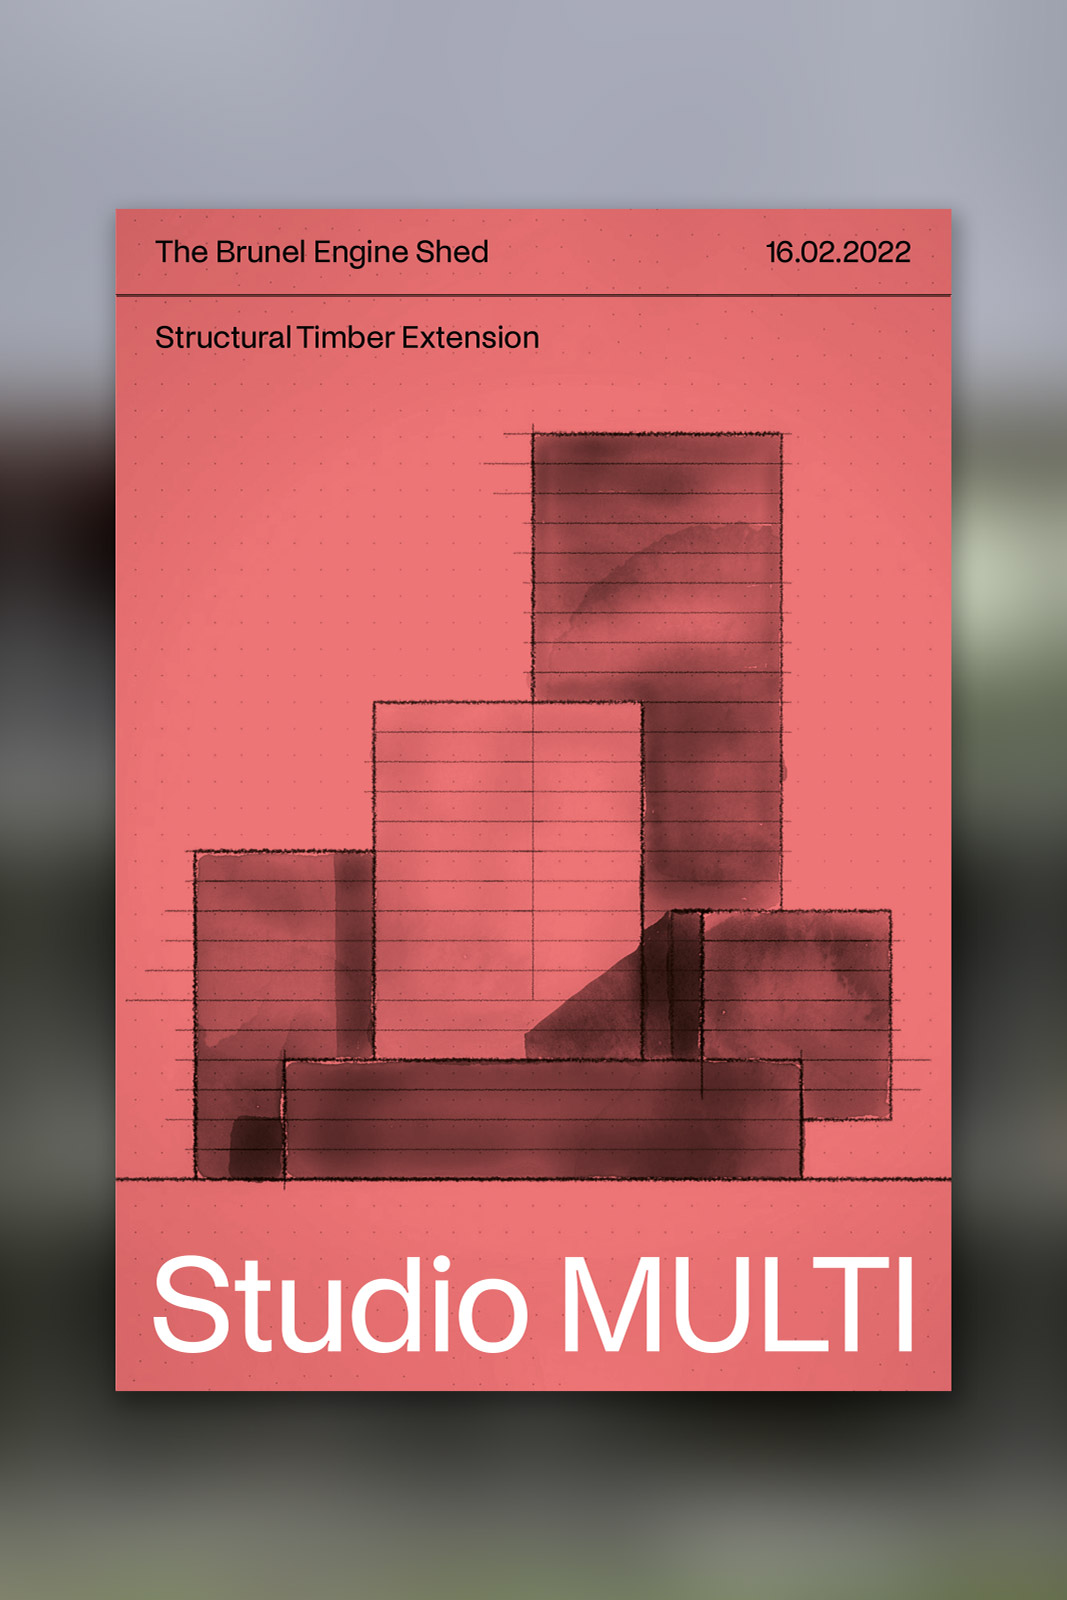 The Brunel Engine Shed 16.02.2022
Structural Timber Extension
Studio MULTI